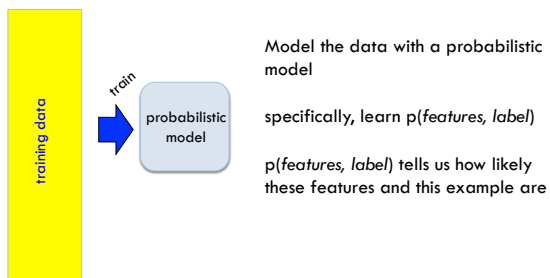 training data
train
probabilistic
model
Model the data with a probabilistic
model
specifically, learn p(features, label)
p(features, label) tells us how likely
these features and this example are